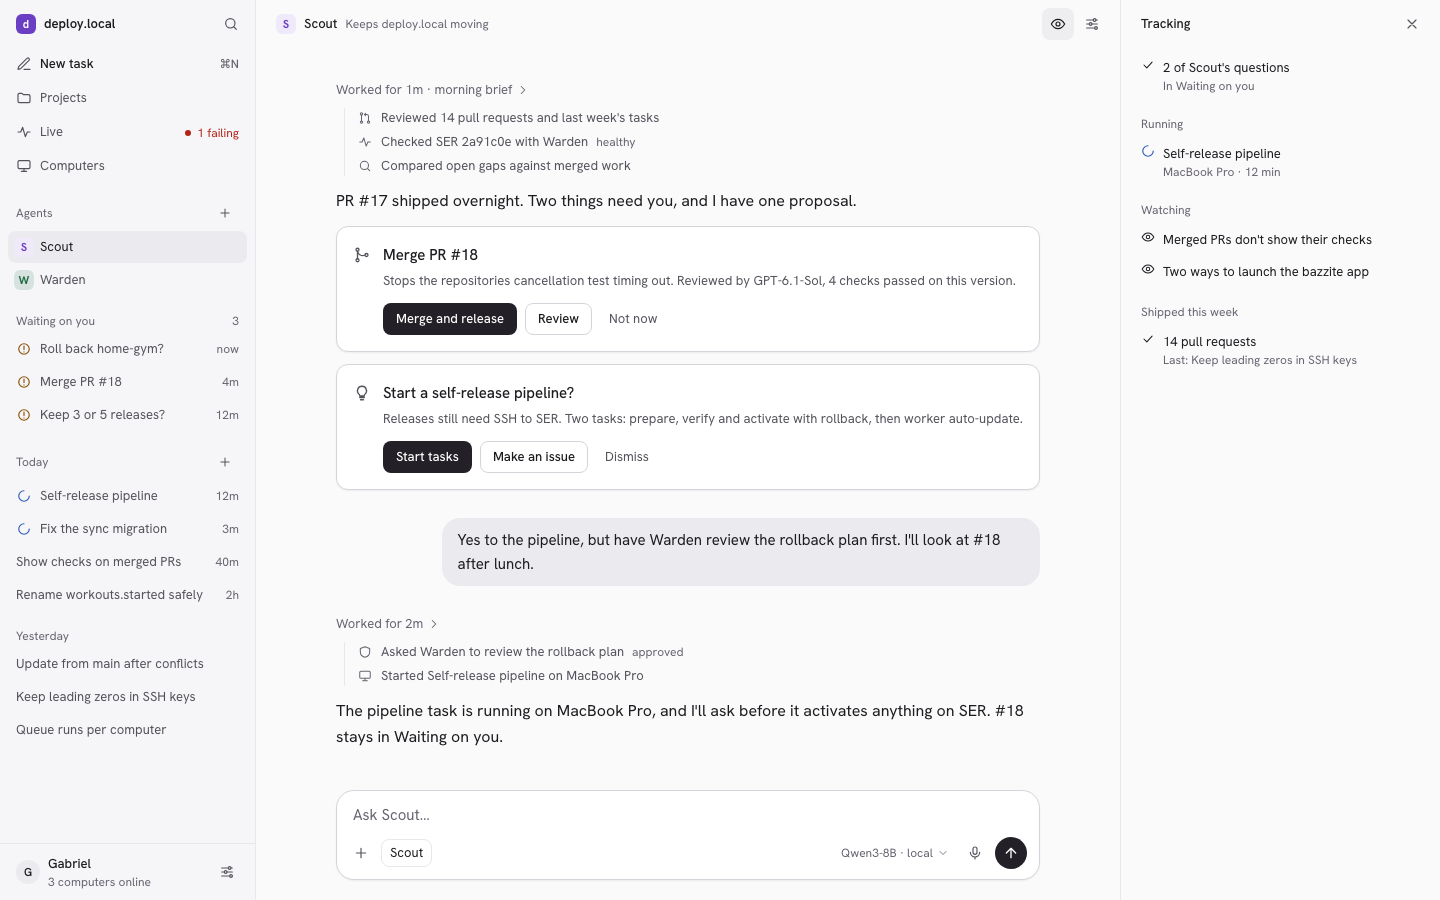 d deploy.local
New task ⌘N
Projects
Live 1 failing
Computers
Agents
S Scout
W Warden
Waiting on you 3
Roll back home-gym? now
Merge PR #18 4m
Keep 3 or 5 releases? 12m
Today
Self-release pipeline 12m
Fix the sync migration 3m
Show checks on merged PRs 40m
Rename workouts.started safely 2h
Yesterday
Update from main after conflicts
Keep leading zeros in SSH keys
Queue runs per computer
G Gabriel
3 computers online
S Scout Keeps deploy.local moving
Worked for 1m · morning brief
Reviewed 14 pull requests and last week's tasks
Checked SER 2a91c0e with Warden healthy
Compared open gaps against merged work
PR #17 shipped overnight. Two things need you, and I have one proposal.
Merge PR #18
Stops the repositories cancellation test timing out. Reviewed by GPT-6.1-Sol, 4 checks passed on this version.
Merge and release Review Not now
Start a self-release pipeline?
Releases still need SSH to SER. Two tasks: prepare, verify and activate with rollback, then worker auto-update.
Start tasks Make an issue Dismiss
Yes to the pipeline, but have Warden review the rollback plan first. I'll look at #18
after lunch.
Worked for 2m
Asked Warden to review the rollback plan approved
Started Self-release pipeline on MacBook Pro
The pipeline task is running on MacBook Pro, and I'll ask before it activates anything on SER. #18
stays in Waiting on you.
Ask Scout...
Scout Qwen3-8B · local
Tracking
2 of Scout's questions
In Waiting on you
Running
Self-release pipeline
MacBook Pro · 12 min
Watching
Merged PRs don't show their checks
Two ways to launch the bazzite app
Shipped this week
14 pull requests
Last: Keep leading zeros in SSH keys